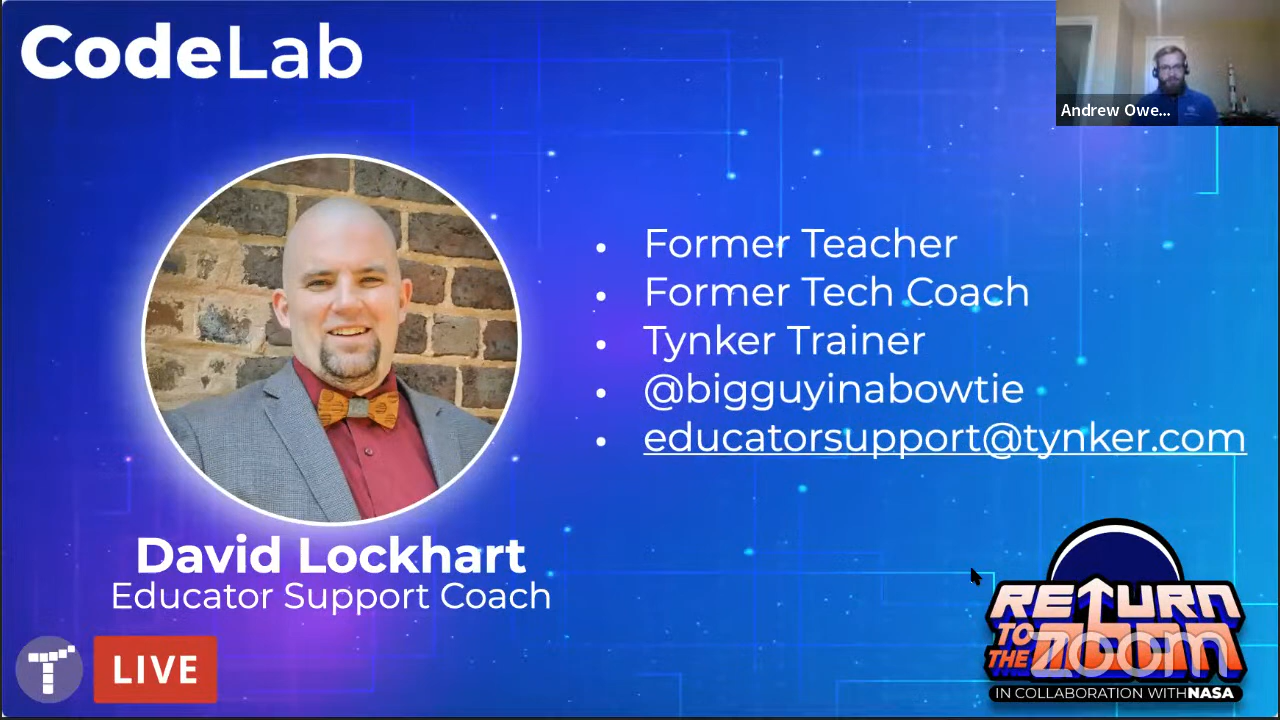 CodeLab
Andrew Owe...
Former Teacher
Former Tech Coach
Tynker Trainer
@bigguyinabowtie
educatorsupport@tynker.com
David Lockhart
Educator Support Coach
LIVE
RETURN
TO THE MOON
zoom
IN COLLABORATION WITH NASA